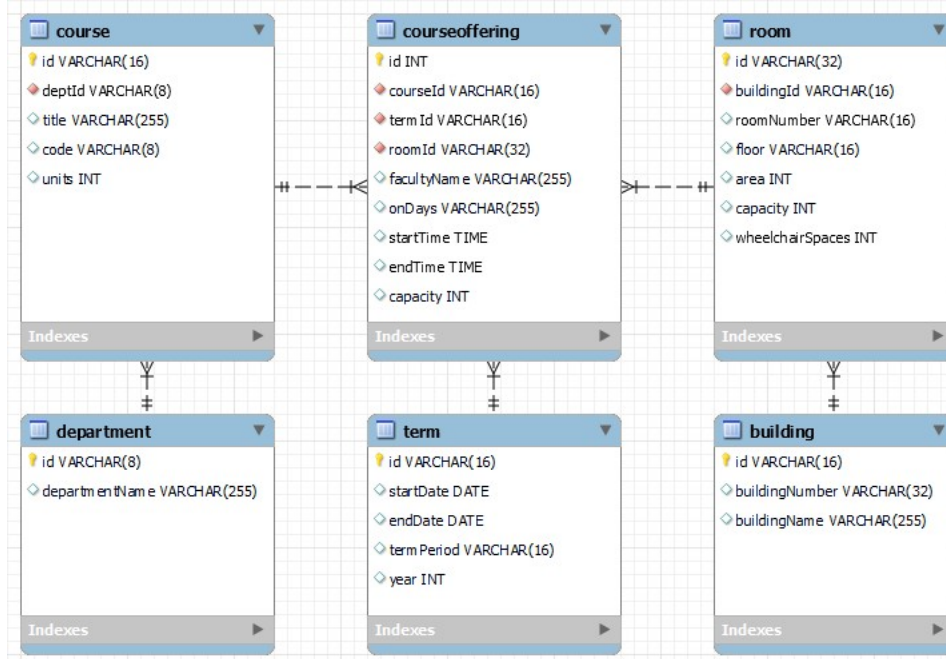 course
id VARCHAR(16)
deptId VARCHAR(8)
title VARCHAR(255)
code VARCHAR(8)
units INT
Indexes
courseoffering
id INT
courseId VARCHAR(16)
termId VARCHAR(16)
roomId VARCHAR(32)
facultyName VARCHAR(255)
onDays VARCHAR(255)
startTime TIME
endTime TIME
capacity INT
Indexes
room
id VARCHAR(32)
buildingId VARCHAR(16)
roomNumber VARCHAR(16)
floor VARCHAR(16)
area INT
capacity INT
wheelchairSpaces INT
Indexes
department
id VARCHAR(8)
departmentName VARCHAR(255)
Indexes
term
id VARCHAR(16)
startDate DATE
endDate DATE
termPeriod VARCHAR(16)
year INT
Indexes
building
id VARCHAR(16)
buildingNumber VARCHAR(32)
buildingName VARCHAR(255)
Indexes